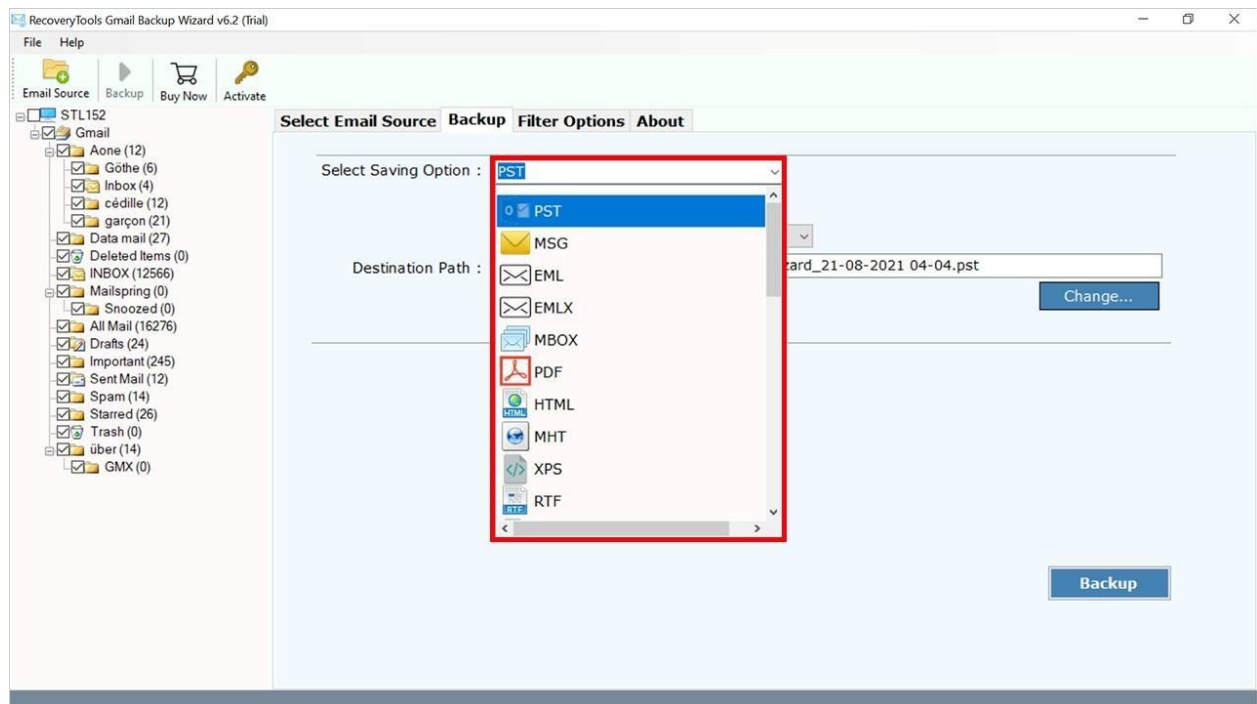 RecoveryTools Gmail Backup Wizard v6.2 (Trial)
File Help
Email Source Backup Buy Now Activate
STL152
Gmail
Aone (12)
Göthe (6)
Inbox (4)
cédille (12)
garçon (21)
Data mail (27)
Deleted Items (0)
INBOX (12566)
Mailspring (0)
Snoozed (0)
All Mail (16276)
Drafts (24)
Important (245)
Sent Mail (12)
Spam (14)
Starred (26)
Trash (0)
über (14)
GMX (0)
Select Email Source Backup Filter Options About
Select Saving Option : PST
PST
MSG
EML
EMLX
MBOX
PDF
HTML
MHT
XPS
RTF
Destination Path : zard_21-08-2021 04-04.pst
Change...
Backup